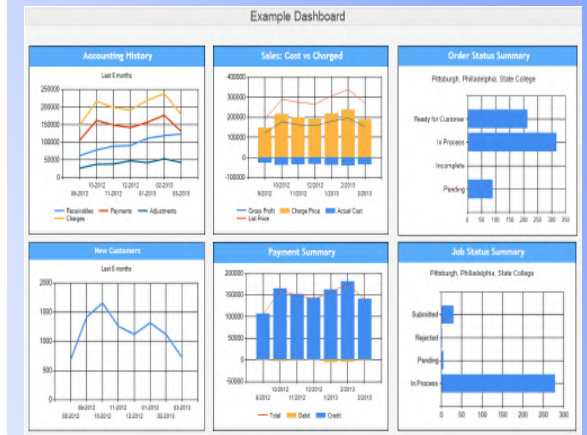 Example Dashboard
Accounting History
Last 6 months
250000
200000
150000
100000
50000
0
10-2012 12-2012 02-2013
09-2012 11-2012 01-2013 03-2013
Receivables Payments Adjustments
Charges
Sales: Cost vs Charged
400000
300000
200000
100000
0
-100000
10/2012 12/2012 2/2013
9/2012 11/2012 1/2013 3/2013
Gross Profit Charge Price Actual Cost
List Price
Order Status Summary
Pittsburgh, Philadelphia, State College
Ready for Customer
In Process
Incomplete
Pending
0 50 100 150 200 250 300 350
New Customers
Last 6 months
2000
1500
1000
500
0
09-2012 11-2012 01-2013 03-2013
10-2012 12-2012 02-2013
Payment Summary
200000
150000
100000
50000
0
-50000
10/2012 12/2012 2/2013
9/2012 11/2012 1/2013 3/2013
Total Debit Credit
Job Status Summary
Pittsburgh, Philadelphia, State College
Submitted
Rejected
Pending
In Process
0 50 100 150 200 250 300